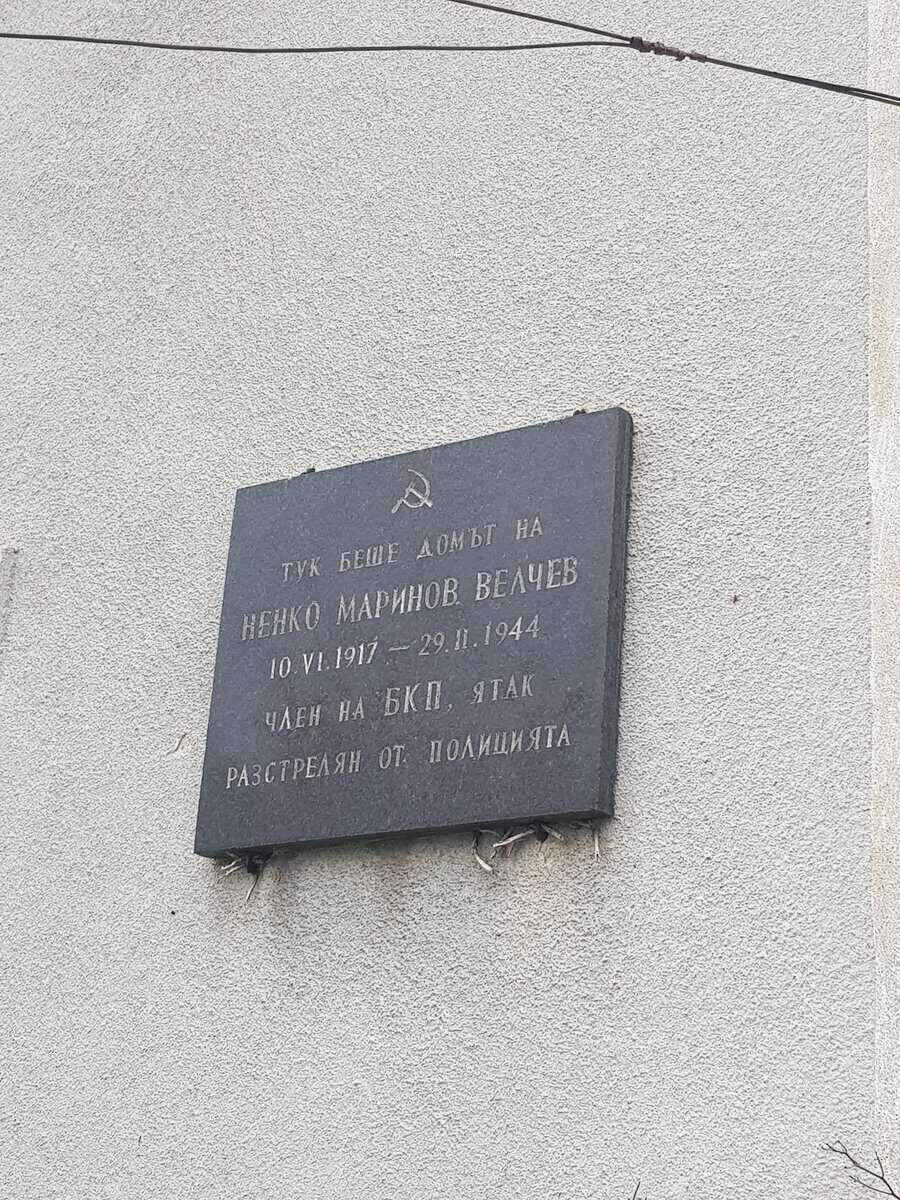 ТУК БЕШЕ ДОМЪТ НА
НЕНКО МАРИНОВ ВЕЛЧЕВ
10.VI.1917 – 29.II.1944
ЧЛЕН НА БКП, ЯТАК
РАЗСТРЕЛЯН ОТ ПОЛИЦИЯТА